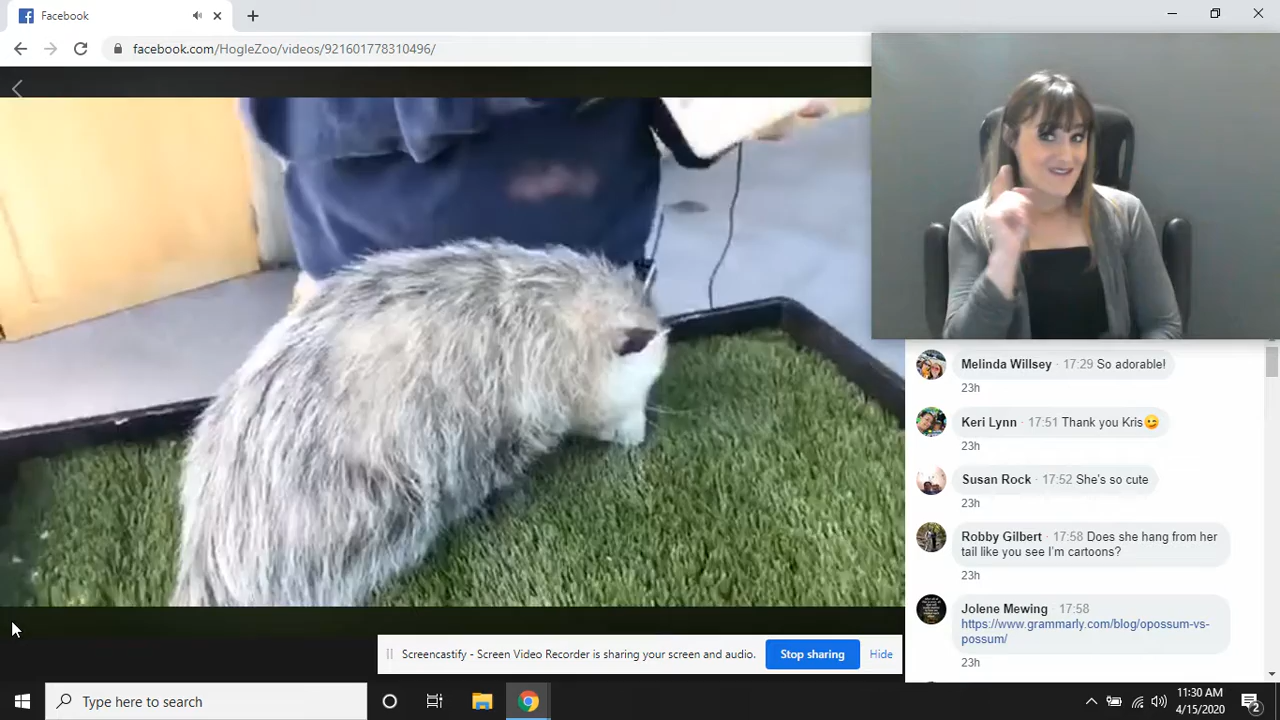 Facebook
facebook.com/HogleZoo/videos/921601778310496/
Melinda Willsey · 17:29 So adorable!
23h
Keri Lynn · 17:51 Thank you Kris😉
23h
Susan Rock · 17:52 She's so cute
23h
Robby Gilbert · 17:58 Does she hang from her
tail like you see I'm cartoons?
23h
Jolene Mewing · 17:58
https://www.grammarly.com/blog/opossum-vs-
possum/
23h
Screencastify - Screen Video Recorder is sharing your screen and audio.
Stop sharing
Hide
Type here to search
11:30 AM
4/15/2020
2